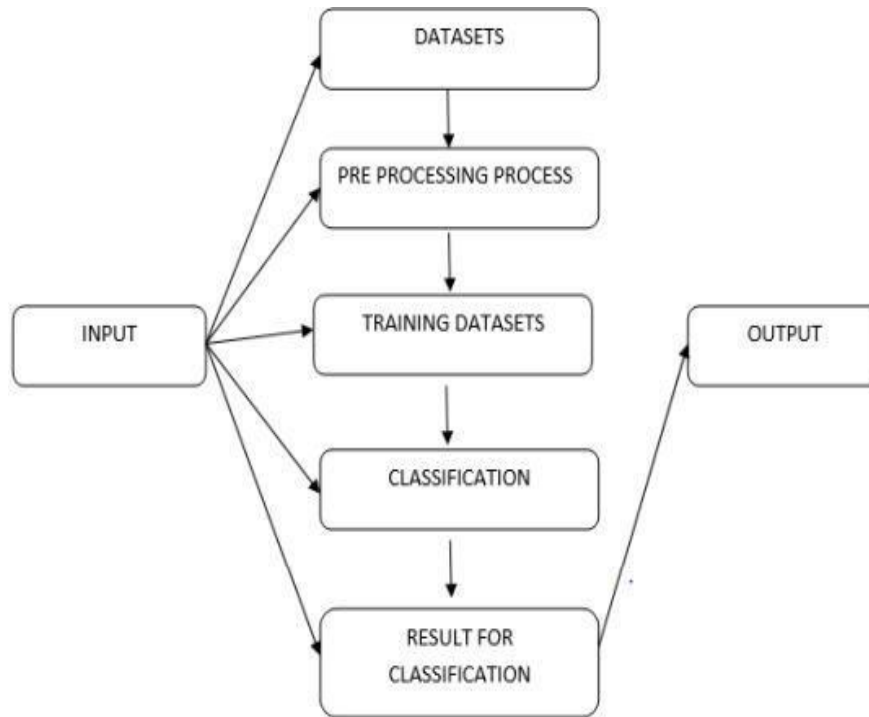 DATASETS
PRE PROCESSING PROCESS
TRAINING DATASETS
INPUT
OUTPUT
CLASSIFICATION
RESULT FOR
CLASSIFICATION